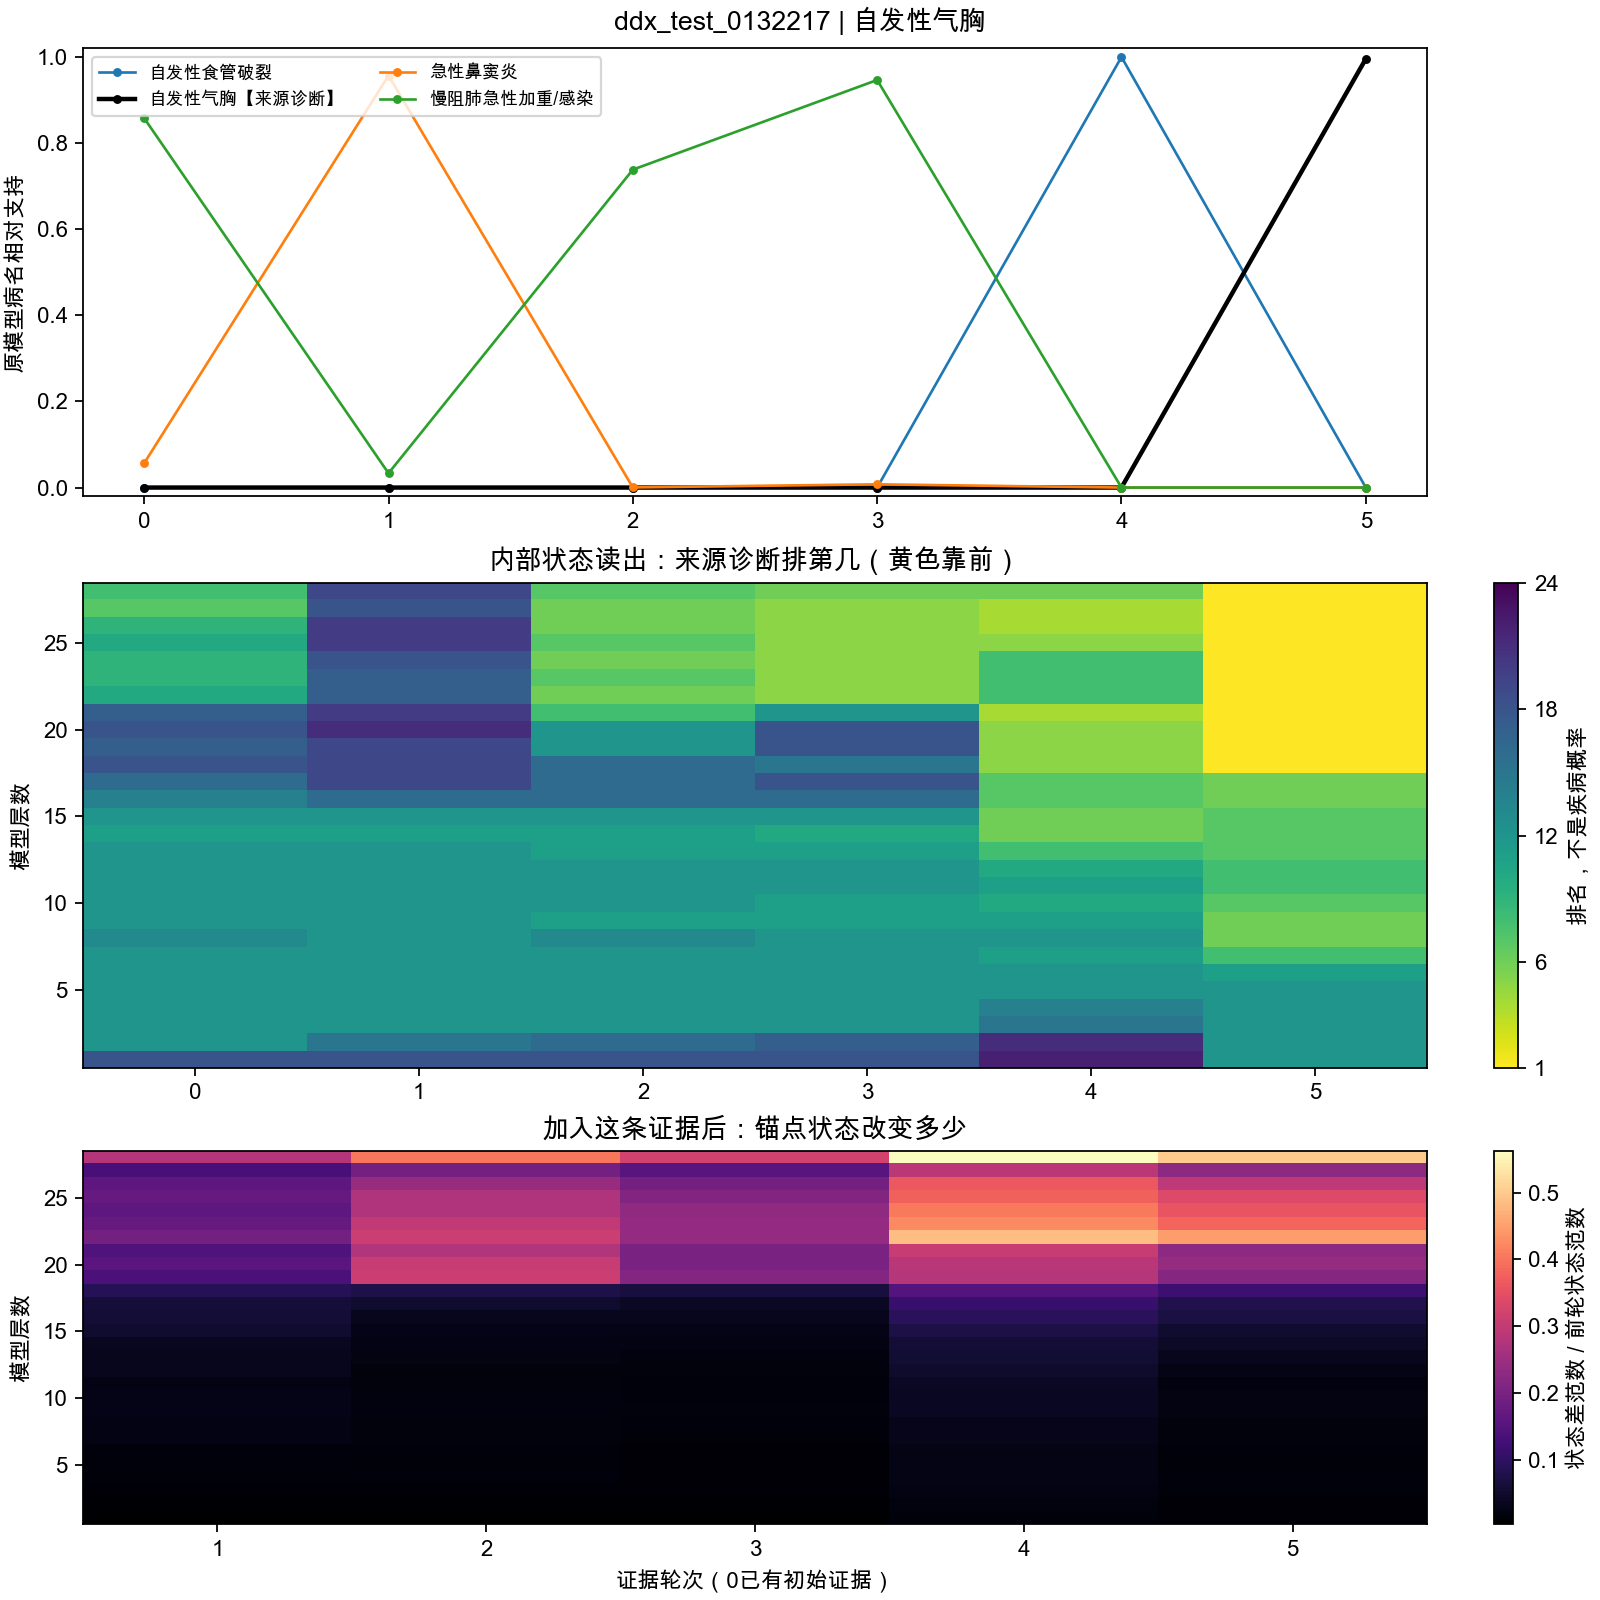 ddx_test_0132217 | 自发性气胸
自发性食管破裂
自发性气胸【来源诊断】
急性鼻窦炎
慢阻肺急性加重/感染
原模型病名相对支持
1.0
0.8
0.6
0.4
0.2
0.0
0 1 2 3 4 5
内部状态读出：来源诊断排第几（黄色靠前）
模型层数
25
20
15
10
5
0 1 2 3 4 5
24
18
12
6
1
排名，不是疾病概率
加入这条证据后：锚点状态改变多少
模型层数
25
20
15
10
5
1 2 3 4 5
证据轮次（0已有初始证据）
0.5
0.4
0.3
0.2
0.1
状态差范数 / 前轮状态范数